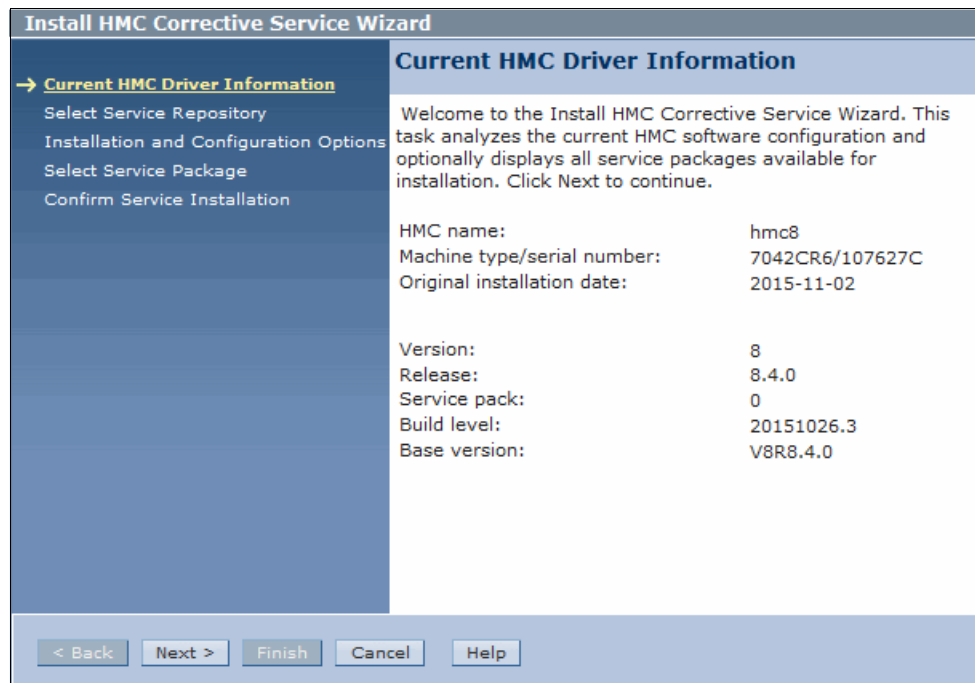 Install HMC Corrective Service Wizard
Current HMC Driver Information
Select Service Repository
Installation and Configuration Options
Select Service Package
Confirm Service Installation
Current HMC Driver Information
Welcome to the Install HMC Corrective Service Wizard. This
task analyzes the current HMC software configuration and
optionally displays all service packages available for
installation. Click Next to continue.
HMC name: hmc8
Machine type/serial number: 7042CR6/107627C
Original installation date: 2015-11-02
Version: 8
Release: 8.4.0
Service pack: 0
Build level: 20151026.3
Base version: V8R8.4.0
< Back Next > Finish Cancel Help